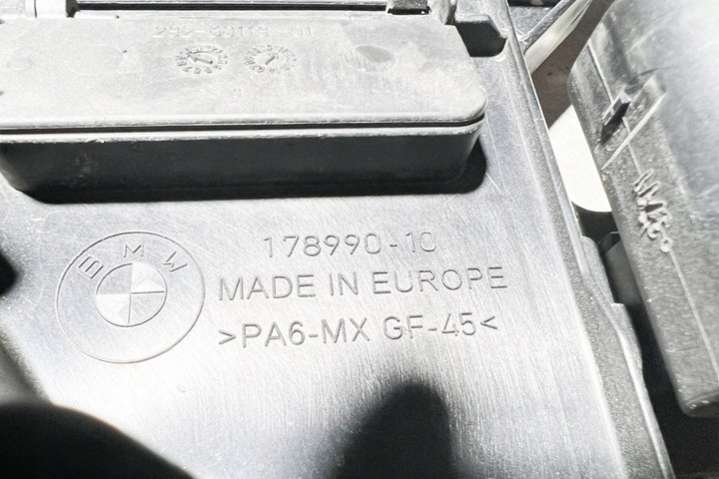 BMW
178990-10
MADE IN EUROPE
>PA6-MX GF-45<